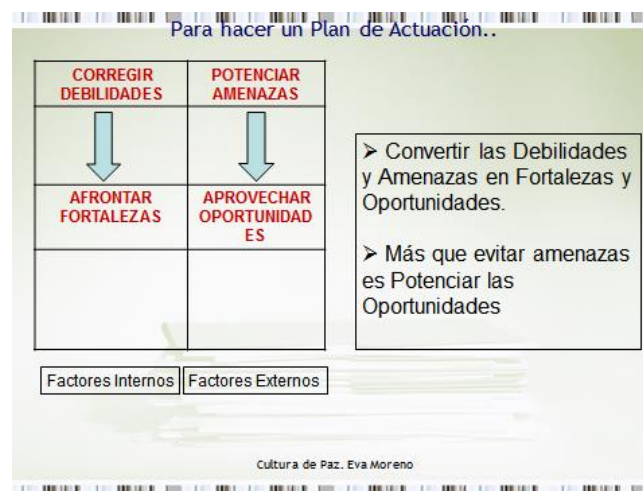 Para hacer un Plan de Actuación..
CORREGIR
DEBILIDADES
POTENCIAR
AMENAZAS
AFRONTAR
FORTALEZAS
APROVECHAR
OPORTUNIDAD
ES
➢ Convertir las Debilidades
y Amenazas en Fortalezas y
Oportunidades.
➢ Más que evitar amenazas
es Potenciar las
Oportunidades
Factores Internos
Factores Externos
Cultura de Paz. Eva Moreno